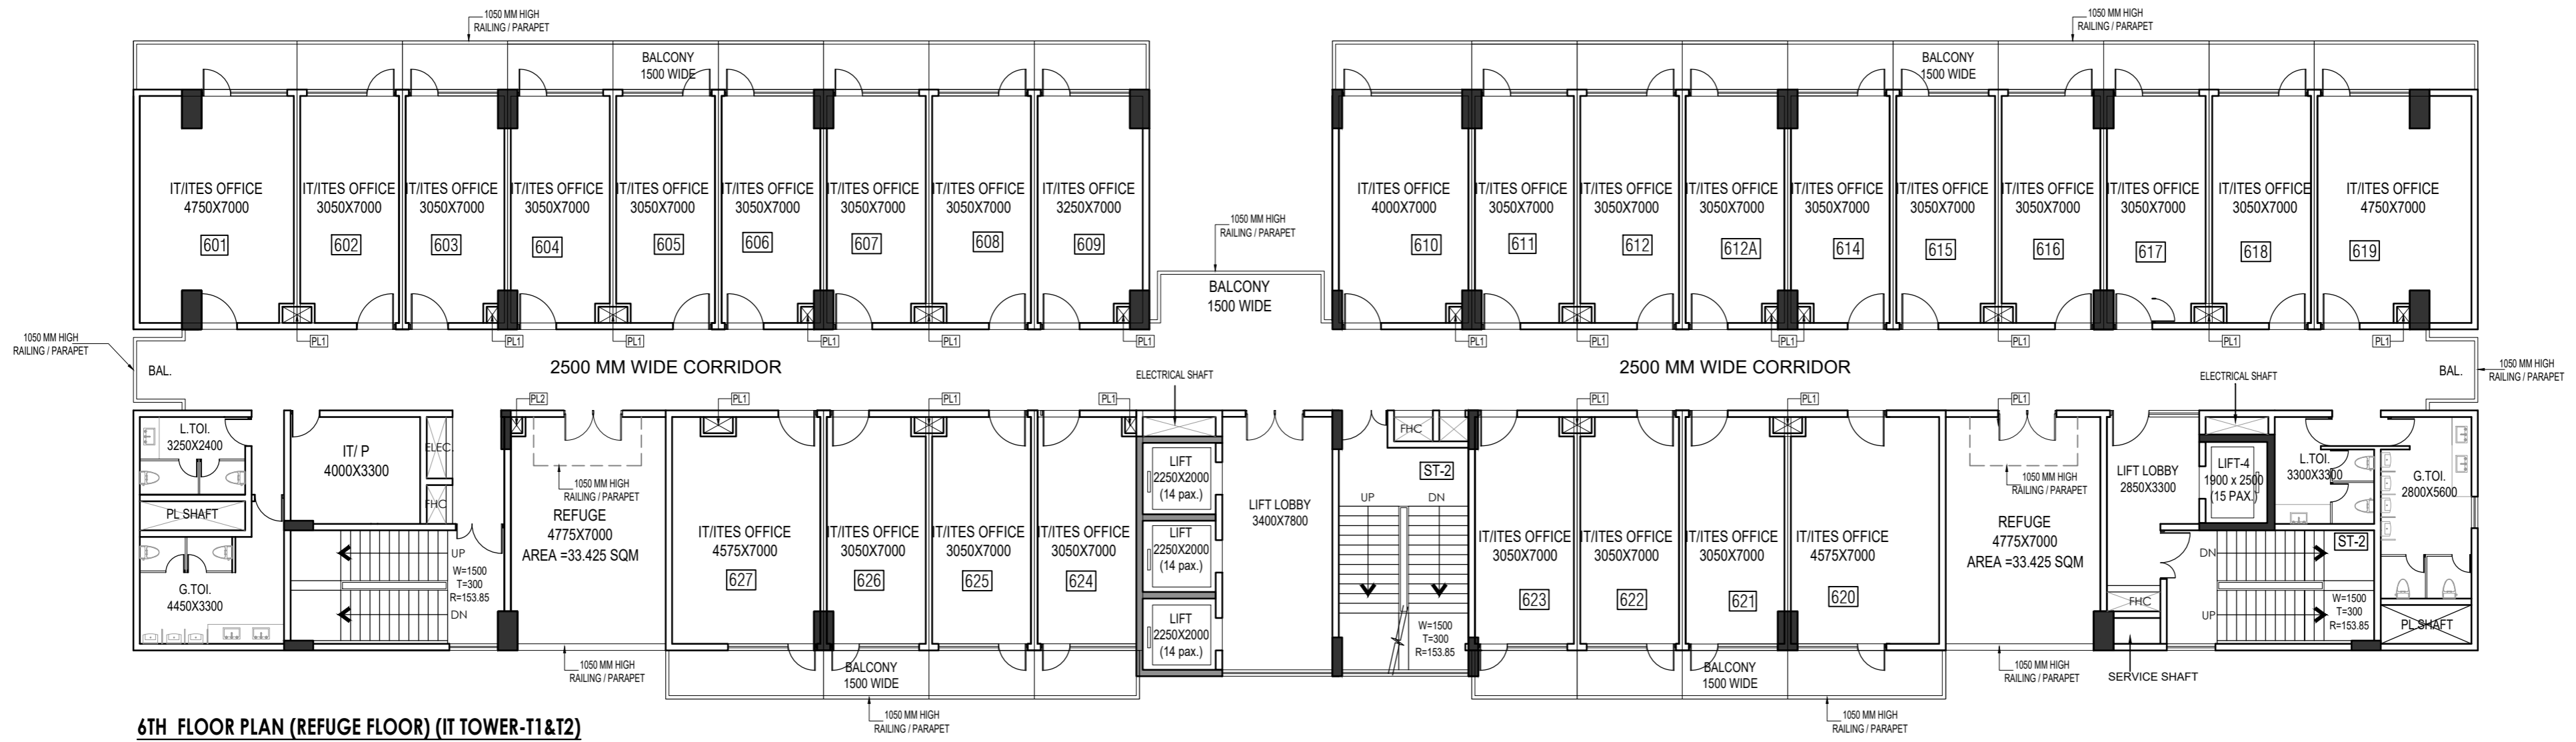 1050 MM HIGH
RAILING / PARAPET
1050 MM HIGH
RAILING / PARAPET
BALCONY
1500 WIDE
BALCONY
1500 WIDE
IT/ITES OFFICE
4750X7000
601
IT/ITES OFFICE
3050X7000
602
IT/ITES OFFICE
3050X7000
603
IT/ITES OFFICE
3050X7000
604
IT/ITES OFFICE
3050X7000
605
IT/ITES OFFICE
3050X7000
606
IT/ITES OFFICE
3050X7000
607
IT/ITES OFFICE
3050X7000
608
IT/ITES OFFICE
3250X7000
609
1050 MM HIGH
RAILING / PARAPET
BALCONY
1500 WIDE
IT/ITES OFFICE
4000X7000
610
IT/ITES OFFICE
3050X7000
611
IT/ITES OFFICE
3050X7000
612
IT/ITES OFFICE
3050X7000
612A
IT/ITES OFFICE
3050X7000
614
IT/ITES OFFICE
3050X7000
615
IT/ITES OFFICE
3050X7000
616
IT/ITES OFFICE
3050X7000
617
IT/ITES OFFICE
3050X7000
618
IT/ITES OFFICE
4750X7000
619
PL1
PL1
PL1
PL1
PL1
PL1
PL1
PL1
PL1
PL1
PL1
PL1
1050 MM HIGH
RAILING / PARAPET
BAL.
2500 MM WIDE CORRIDOR
ELECTRICAL SHAFT
2500 MM WIDE CORRIDOR
ELECTRICAL SHAFT
BAL.
1050 MM HIGH
RAILING / PARAPET
PL2
PL1
PL1
PL1
PL1
PL1
PL1
L.TOI.
3250X2400
PL SHAFT
G.TOI.
4450X3300
IT/ P
4000X3300
ELEC.
FHC
UP
W=1500
T=300
R=153.85
DN
1050 MM HIGH
RAILING / PARAPET
REFUGE
4775X7000
AREA =33.425 SQM
IT/ITES OFFICE
4575X7000
627
IT/ITES OFFICE
3050X7000
626
IT/ITES OFFICE
3050X7000
625
IT/ITES OFFICE
3050X7000
624
LIFT
2250X2000
(14 pax.)
LIFT
2250X2000
(14 pax.)
LIFT
2250X2000
(14 pax.)
LIFT LOBBY
3400X7800
FHC
ST-2
UP
DN
W=1500
T=300
R=153.85
IT/ITES OFFICE
3050X7000
623
IT/ITES OFFICE
3050X7000
622
IT/ITES OFFICE
3050X7000
621
IT/ITES OFFICE
4575X7000
620
1050 MM HIGH
RAILING / PARAPET
REFUGE
4775X7000
AREA =33.425 SQM
LIFT LOBBY
2850X3300
LIFT-4
1900 x 2500
(15 PAX.)
L.TOI.
3300X3300
G.TOI.
2800X5600
ST-2
DN
UP
FHC
W=1500
T=300
R=153.85
PL SHAFT
SERVICE SHAFT
1050 MM HIGH
RAILING / PARAPET
BALCONY
1500 WIDE
BALCONY
1500 WIDE
1050 MM HIGH
RAILING / PARAPET
1050 MM HIGH
RAILING / PARAPET
1050 MM HIGH
RAILING / PARAPET
6TH FLOOR PLAN (REFUGE FLOOR) (IT TOWER-T1&T2)